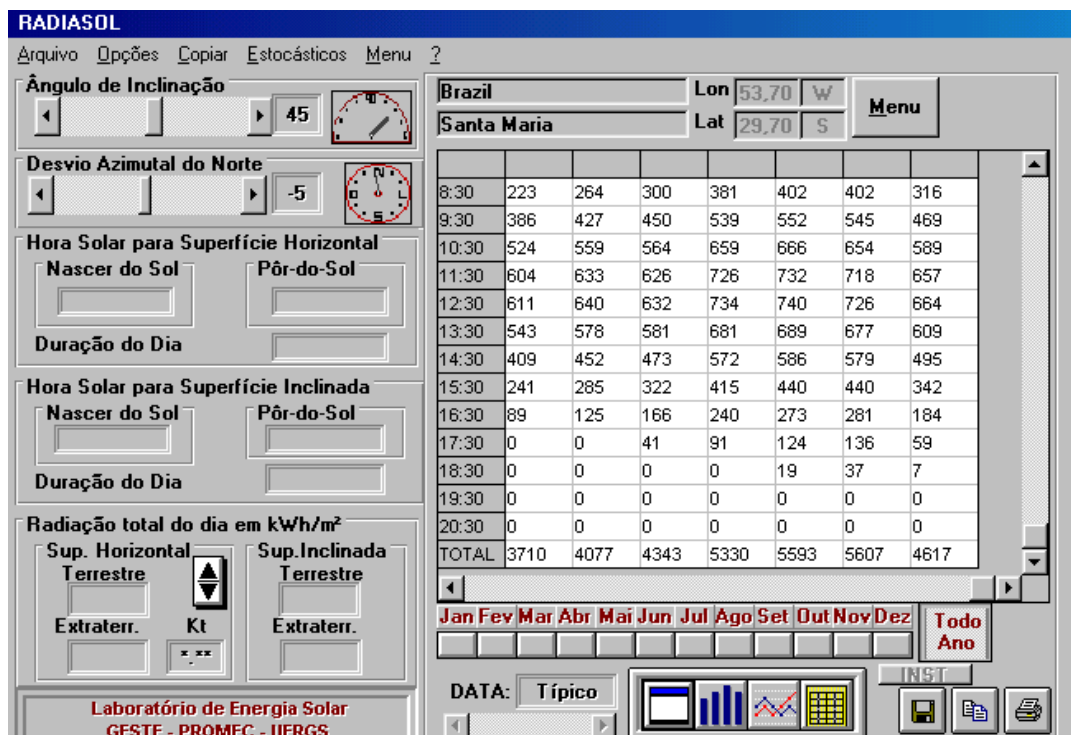 RADIASOL
Arquivo Opções Copiar Estocásticos Menu ?
Ângulo de Inclinação
45
90
Desvio Azimutal do Norte
-5
N
O L
S
Hora Solar para Superfície Horizontal
Nascer do Sol Pôr-do-Sol
Duração do Dia
Hora Solar para Superfície Inclinada
Nascer do Sol Pôr-do-Sol
Duração do Dia
Radiação total do dia em kWh/m²
Sup. Horizontal Sup.Inclinada
Terrestre Terrestre
Extraterr. Kt Extraterr.
*.**
Laboratório de Energia Solar
GESTE - PROMEC - UFRGS
Brazil Lon 53,70 W
Santa Maria Lat 29,70 S
Menu
8:30 223 264 300 381 402 402 316
9:30 386 427 450 539 552 545 469
10:30 524 559 564 659 666 654 589
11:30 604 633 626 726 732 718 657
12:30 611 640 632 734 740 726 664
13:30 543 578 581 681 689 677 609
14:30 409 452 473 572 586 579 495
15:30 241 285 322 415 440 440 342
16:30 89 125 166 240 273 281 184
17:30 0 0 41 91 124 136 59
18:30 0 0 0 0 19 37 7
19:30 0 0 0 0 0 0 0
20:30 0 0 0 0 0 0 0
TOTAL 3710 4077 4343 5330 5593 5607 4617
Jan Fev Mar Abr Mai Jun Jul Ago Set Out Nov Dez
Todo
Ano
INST
DATA: Típico